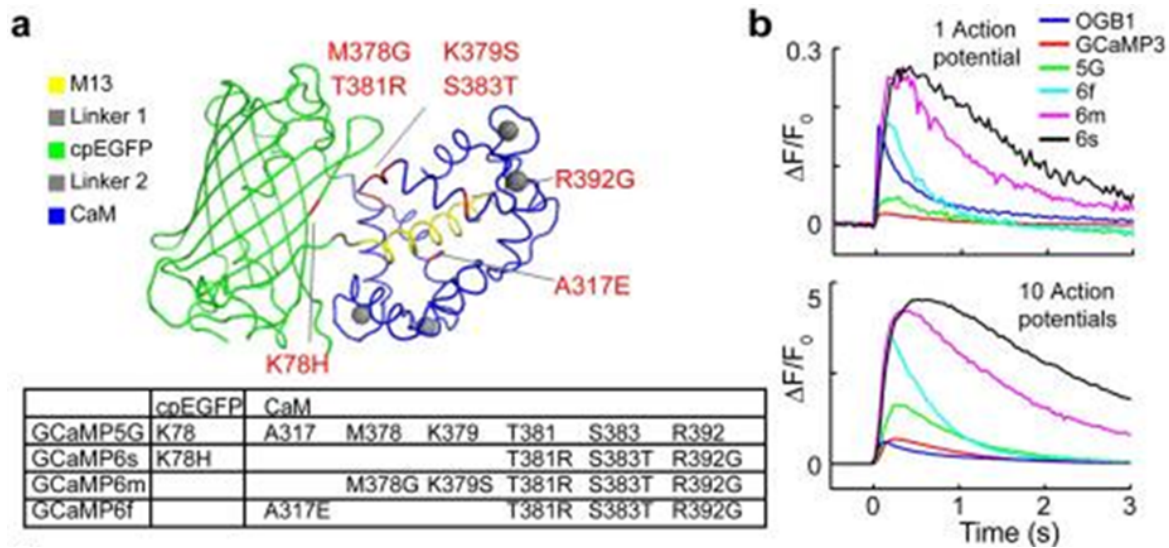 a
M378G K379S
T381R S383T
M13
Linker 1
cpEGFP
Linker 2
CaM
R392G
A317E
K78H
cpEGFP CaM
GCaMP5G K78 A317 M378 K379 T381 S383 R392
GCaMP6s K78H T381R S383T R392G
GCaMP6m M378G K379S T381R S383T R392G
GCaMP6f A317E T381R S383T R392G
b
1 Action
potential
OGB1
GCaMP3
5G
6f
6m
6s
0.3
ΔF/F0
0
10 Action
potentials
5
ΔF/F0
0
0 1 2 3
Time (s)